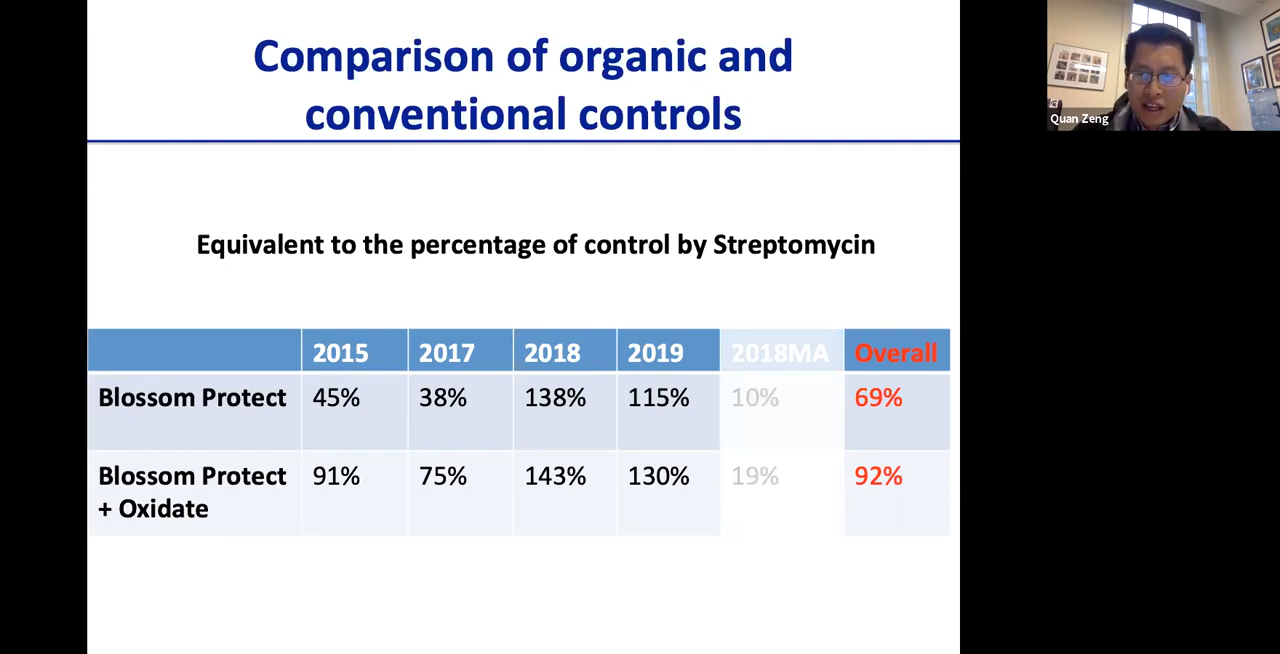 Comparison of organic and
conventional controls
Quan Zeng
Equivalent to the percentage of control by Streptomycin
2015 2017 2018 2019 2018MA Overall
Blossom Protect 45% 38% 138% 115% 10% 69%
Blossom Protect 91% 75% 143% 130% 19% 92%
+ Oxidate